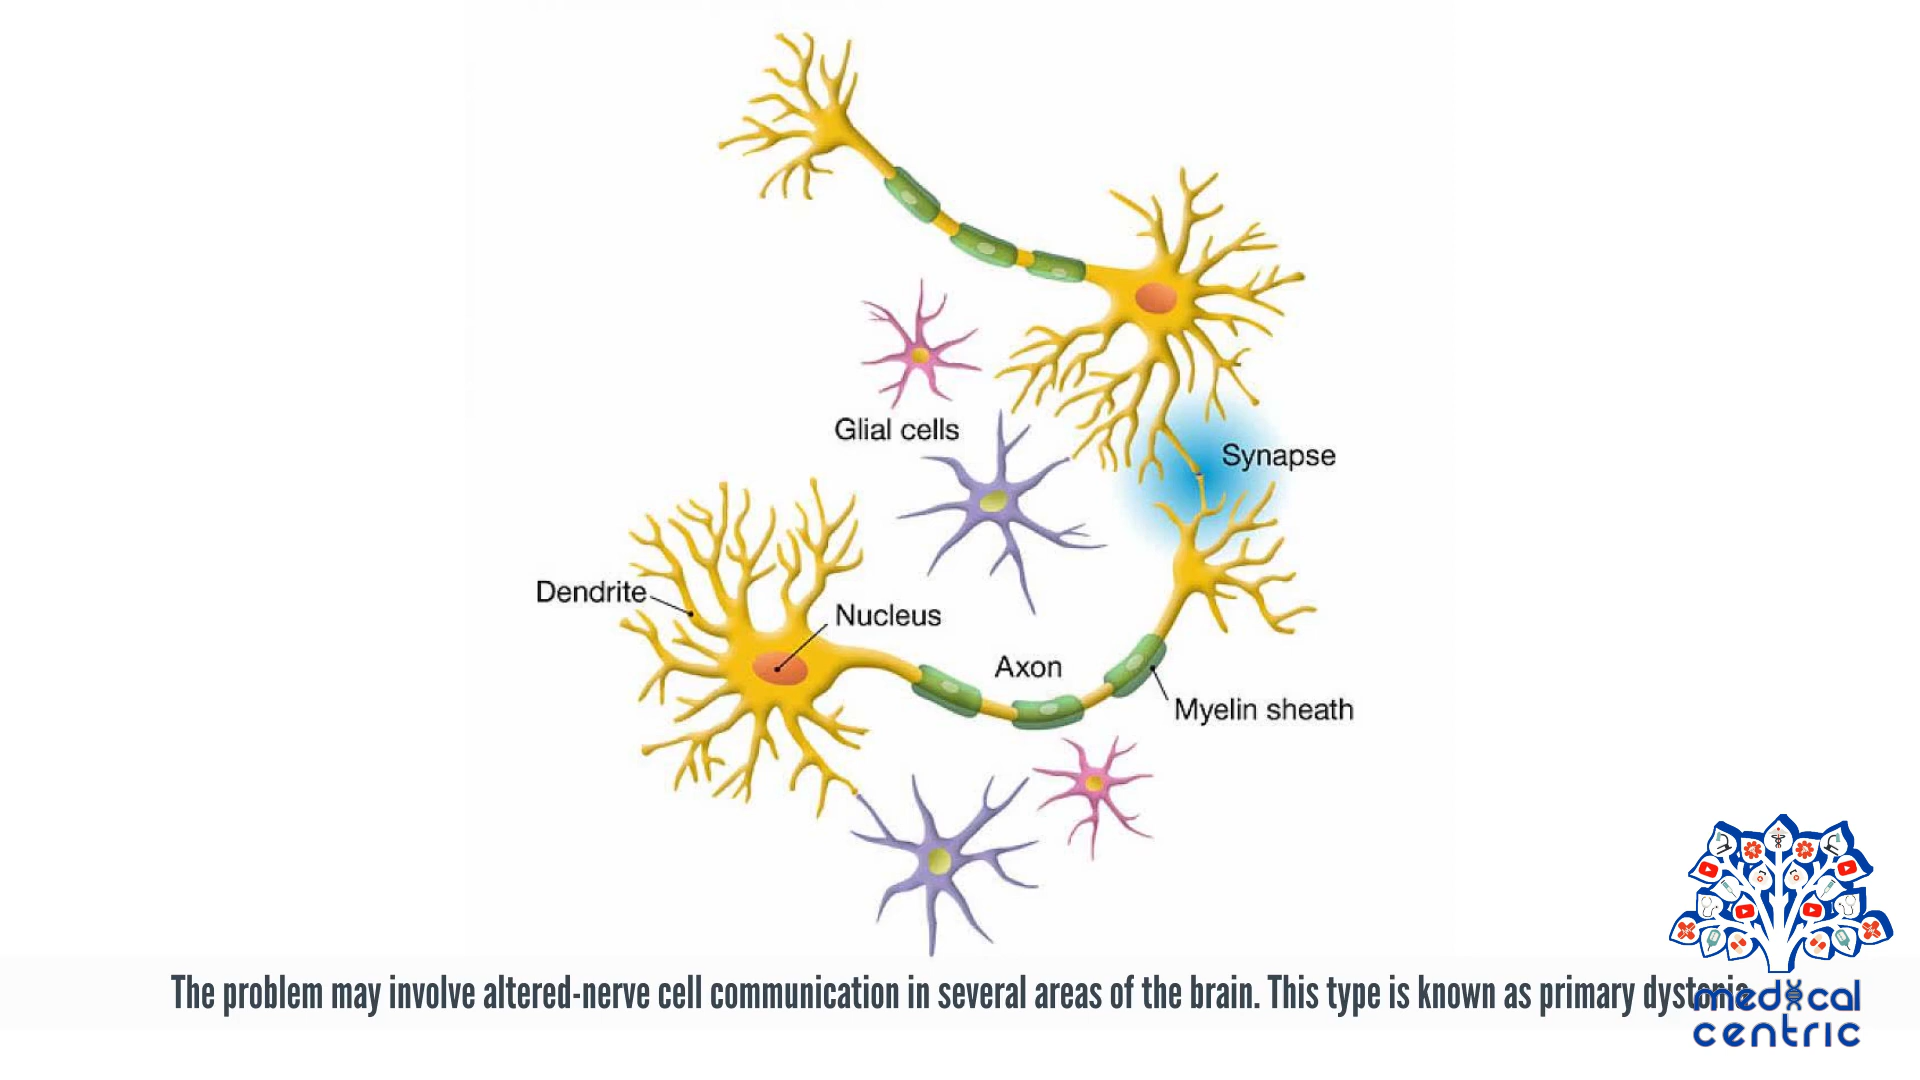 Glial cells
Synapse
Dendrite
Nucleus
Axon
Myelin sheath
The problem may involve altered-nerve cell communication in several areas of the brain. This type is known as primary dystonia
medical
centric